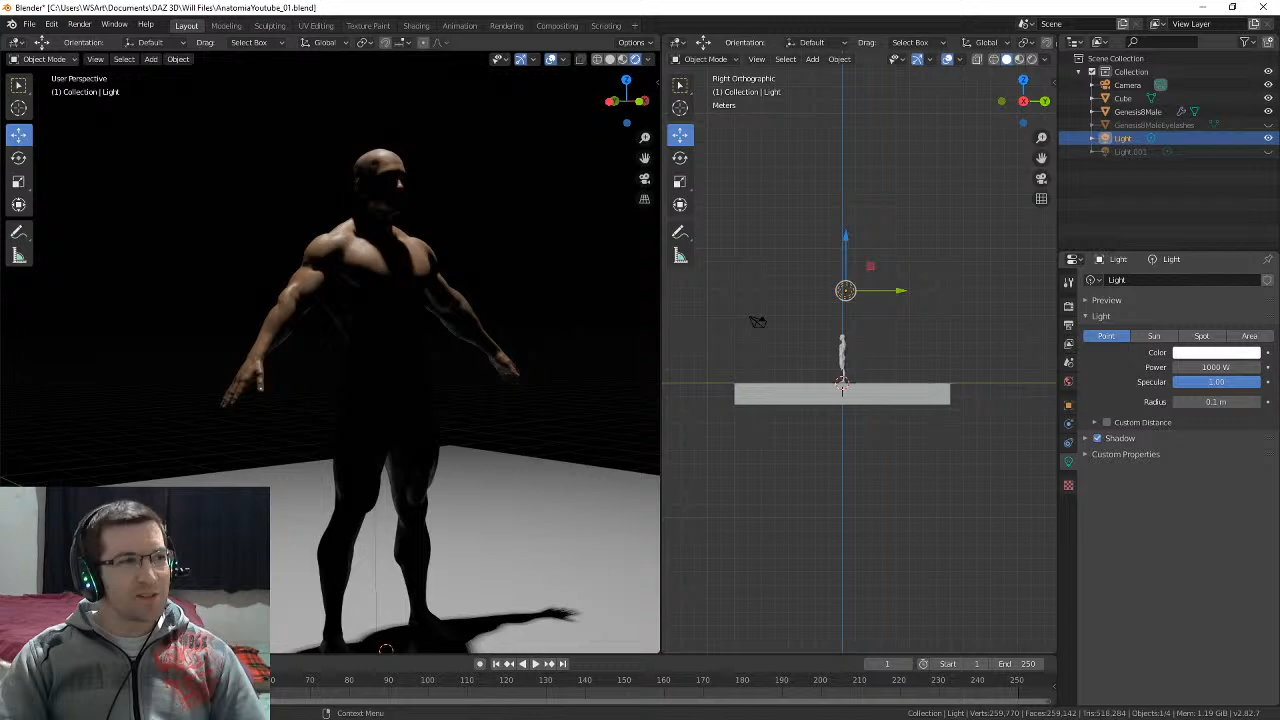 Blender* [C:\Users\WSArt\Documents\DAZ 3D\Will Files\AnatomiaYoutube_01.blend]
File Edit Render Window Help Layout Modeling Sculpting UV Editing Texture Paint Shading Animation Rendering Compositing Scripting Scene View Layer
Orientation: Default Drag: Select Box Global Options
Object Mode View Select Add Object
User Perspective
(1) Collection | Light
Orientation: Default Drag: Select Box Global
Object Mode View Select Add Object
Right Orthographic
(1) Collection | Light
Meters
Scene Collection
Collection
Camera
Cube
Genesis8Male
Genesis8MaleEyelashes
Light
Light.001
Light Light
Light
Preview
Light
Point Sun Spot Area
Color
Power 1000 W
Specular 1.00
Radius 0.1 m
Custom Distance
Shadow
Custom Properties
1 Start 1 End 250
70 80 90 100 110 120 130 140 150 160 170 180 190 200 210 220 230 240 250
Context Menu
Collection | Light | Verts:259,770 | Faces:259,142 | Tris:518,284 | Objects:1/4 | Mem: 1.19 GiB | v2.82.7